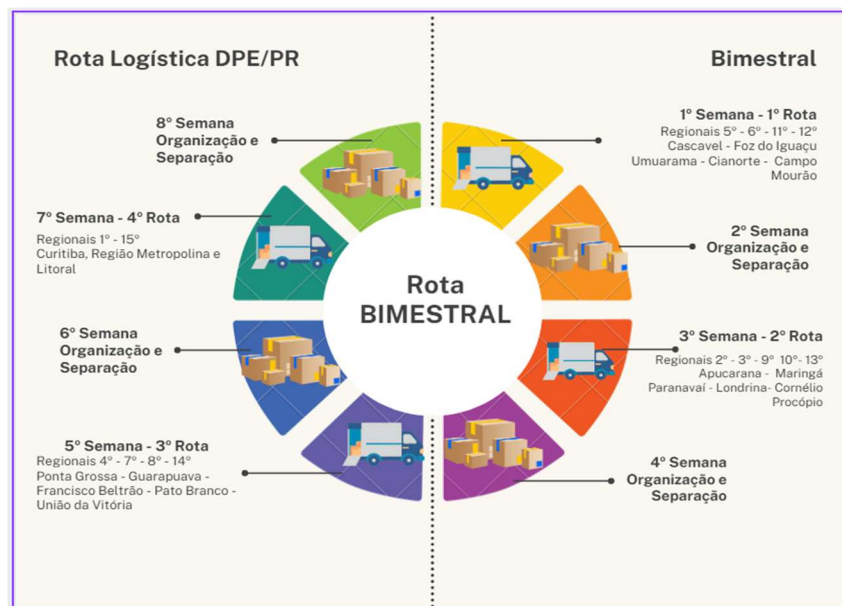 Rota Logística DPE/PR
Bimestral
1º Semana - 1º Rota
Regionais 5º - 6º - 11º - 12º
Cascavel - Foz do Iguaçu
Umuarama - Cianorte - Campo
Mourão
2º Semana
Organização e
Separação
3º Semana - 2º Rota
Regionais 2º - 3º - 9º 10º- 13º
Apucarana - Maringá
Paranavaí - Londrina- Cornélio
Procópio
4º Semana
Organização e
Separação
5º Semana - 3º Rota
Regionais 4º - 7º - 8º - 14º
Ponta Grossa - Guarapuava -
Francisco Beltrão - Pato Branco -
União da Vitória
6º Semana
Organização e
Separação
7º Semana - 4º Rota
Regionais 1º - 15º
Curitiba, Região Metropolina e
Litoral
8º Semana
Organização e
Separação
Rota
BIMESTRAL